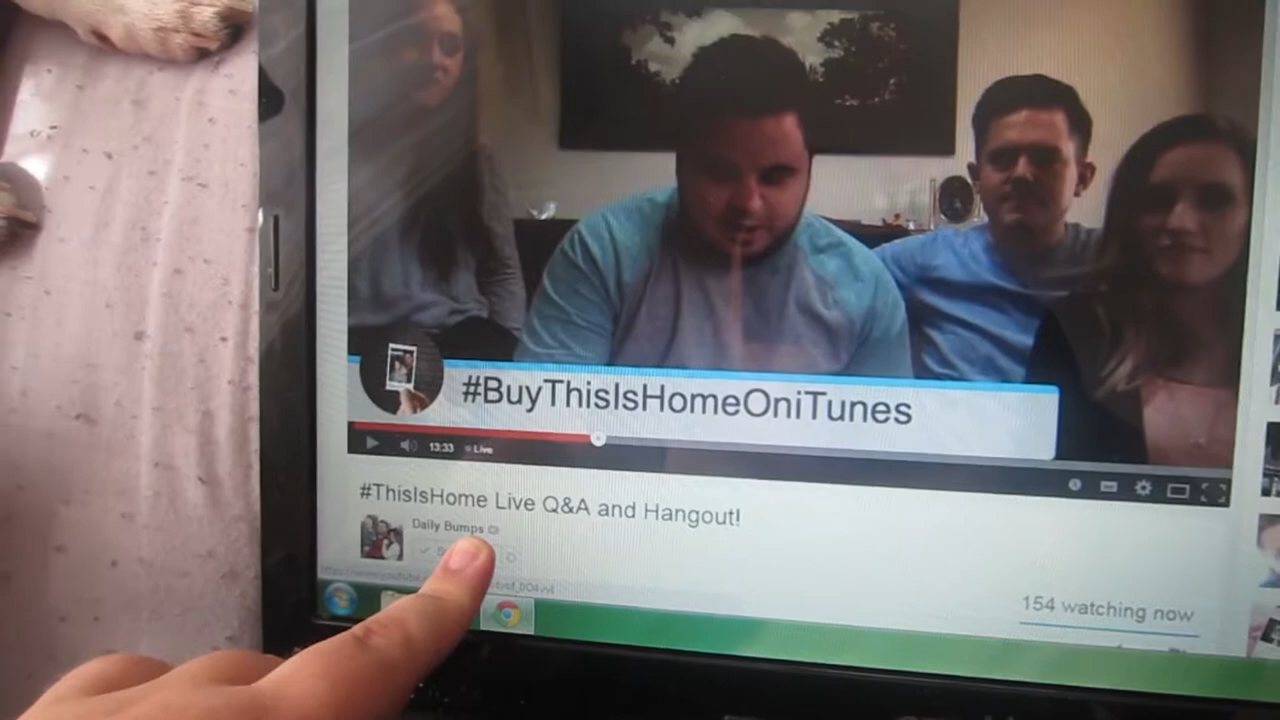 #BuyThisIsHomeOniTunes
13:33 Live
#ThisIsHome Live Q&A and Hangout!
Daily Bumps
154 watching now